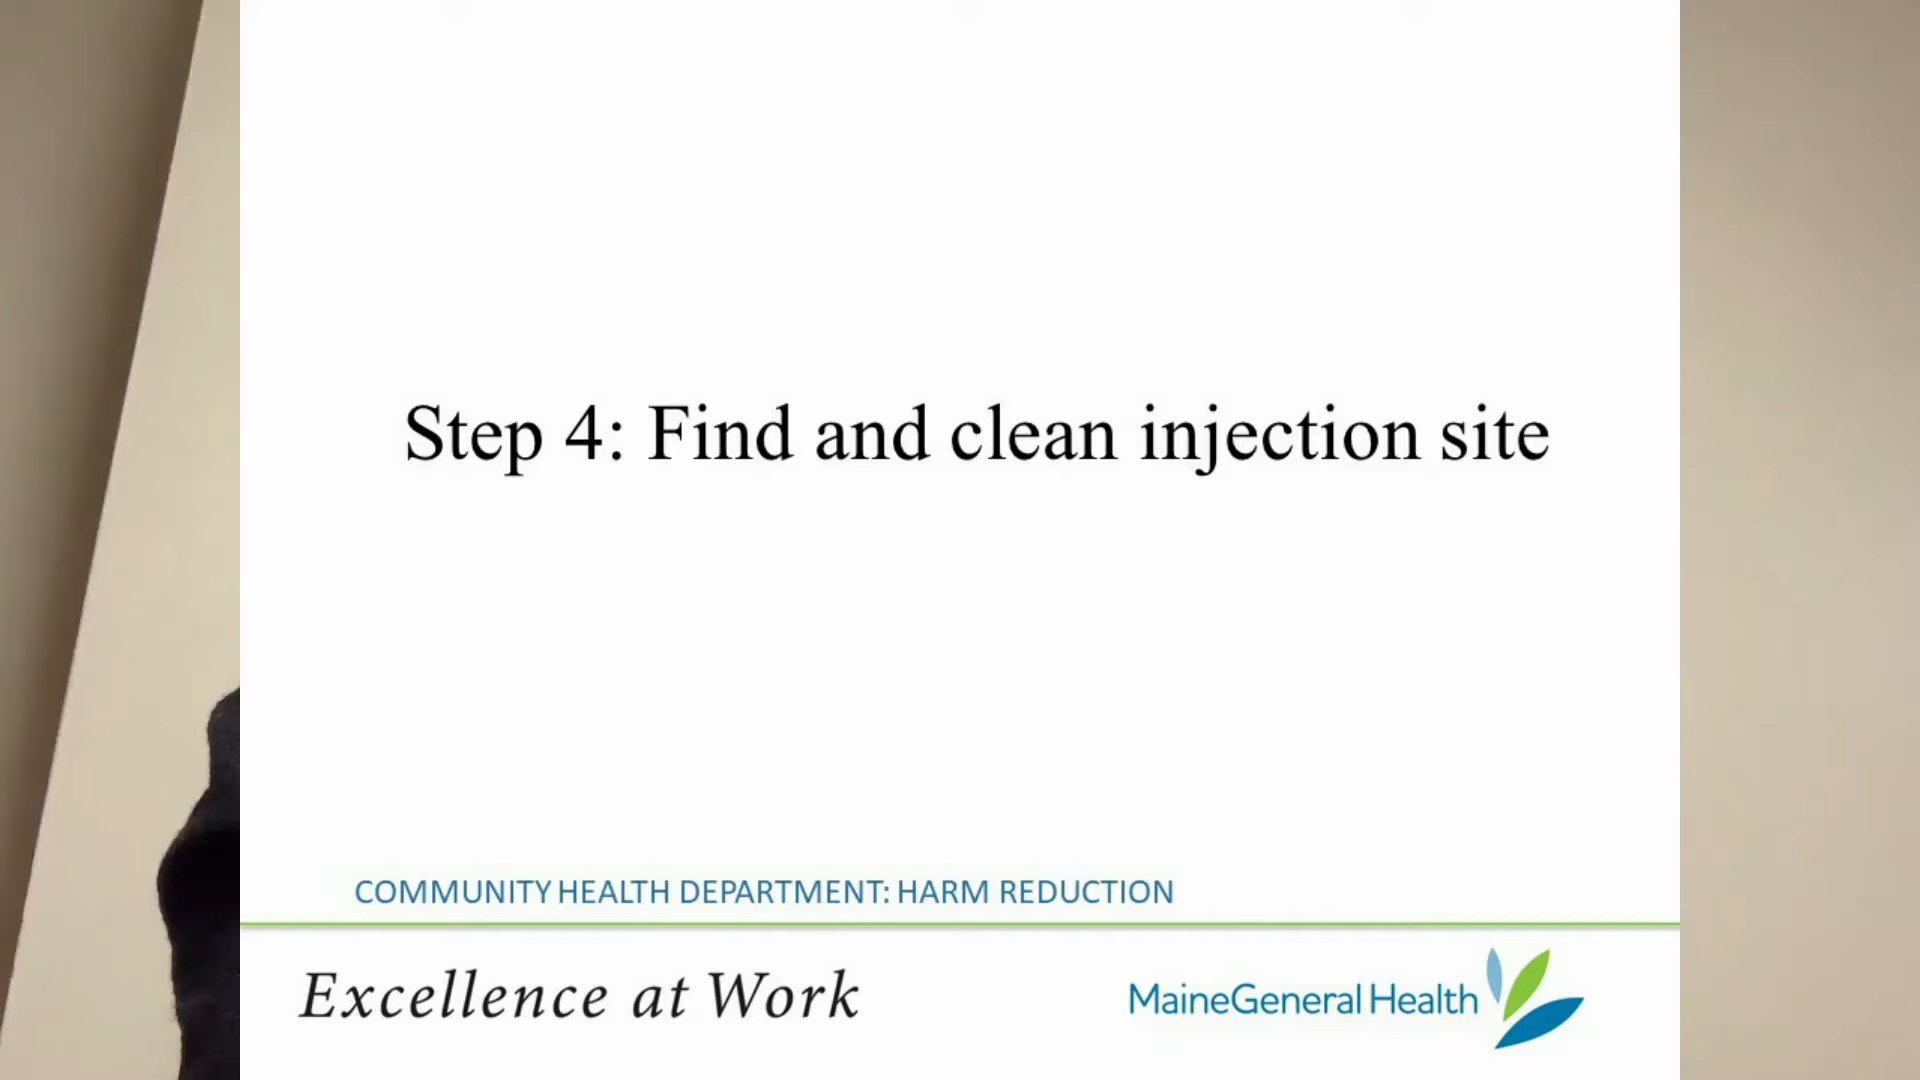 Step 4: Find and clean injection site
COMMUNITY HEALTH DEPARTMENT: HARM REDUCTION
Excellence at Work
MaineGeneral Health